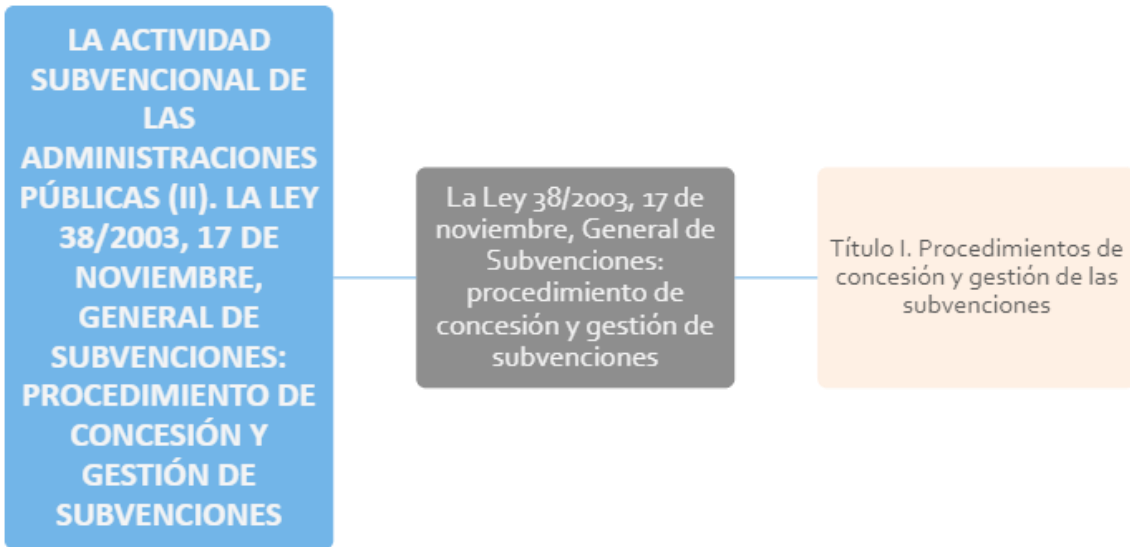 LA ACTIVIDAD
SUBVENCIONAL DE
LAS
ADMINISTRACIONES
PÚBLICAS (II). LA LEY
38/2003, 17 DE
NOVIEMBRE,
GENERAL DE
SUBVENCIONES:
PROCEDIMIENTO DE
CONCESIÓN Y
GESTIÓN DE
SUBVENCIONES
La Ley 38/2003, 17 de
noviembre, General de
Subvenciones:
procedimiento de
concesión y gestión de
subvenciones
Título I. Procedimientos de
concesión y gestión de las
subvenciones